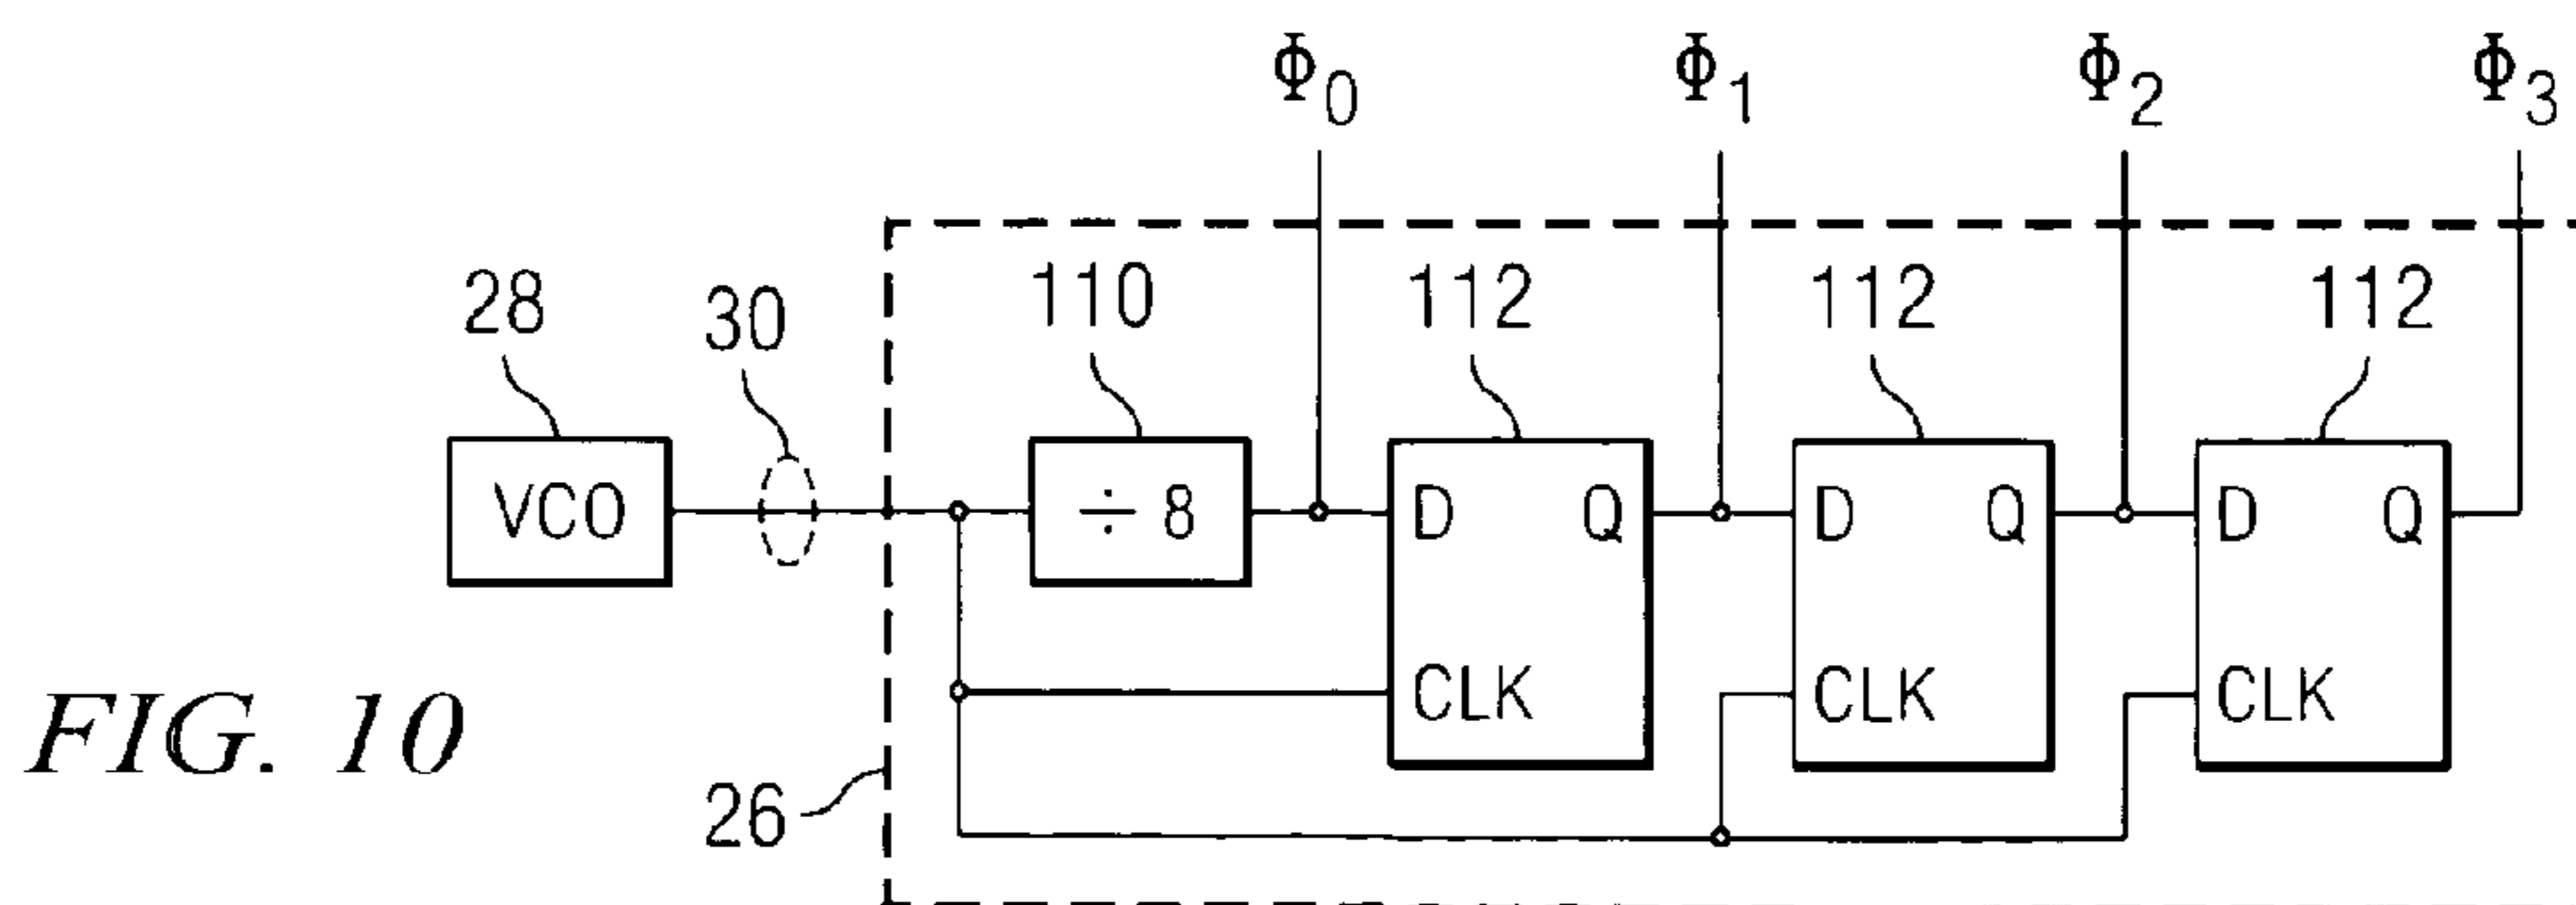 Φ0 Φ1 Φ2 Φ3
28 30 110 112 112 112
VCO ÷ 8 D Q D Q D Q
CLK CLK CLK
FIG. 10
26